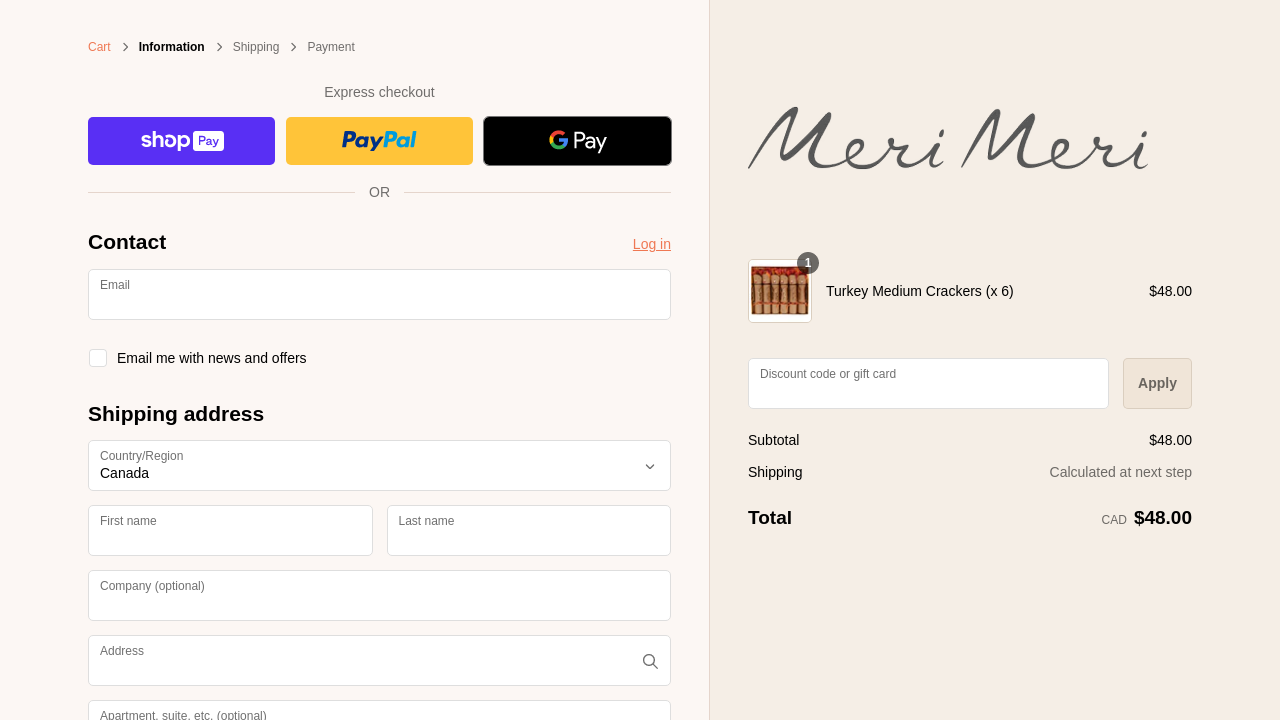 Cart
Information
Shipping
Payment
Express checkout
shop Pay
PayPal
G Pay
OR
Contact
Log in
Email
Email me with news and offers
Shipping address
Country/Region
Canada
First name
Last name
Company (optional)
Address
Apartment, suite, etc. (optional)
Meri Meri
1
Turkey Medium Crackers (x 6)
$48.00
Discount code or gift card
Apply
Subtotal
$48.00
Shipping
Calculated at next step
Total
CAD $48.00